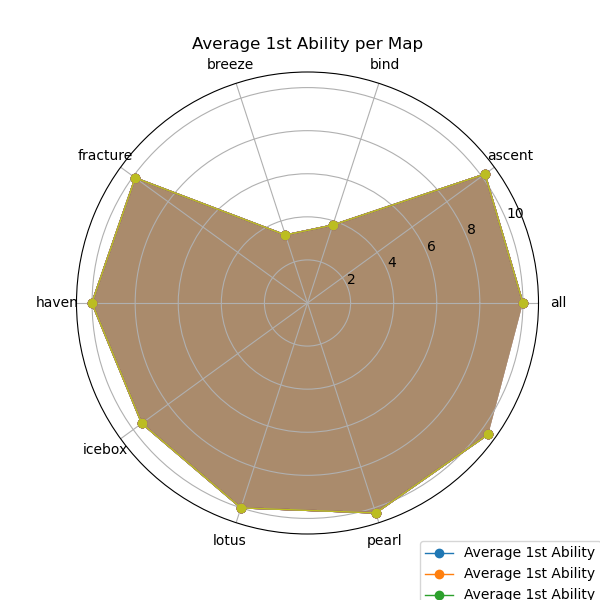 Average 1st Ability per Map
breeze
bind
fracture
ascent
10
8
6
4
2
haven
all
icebox
lotus
pearl
Average 1st Ability
Average 1st Ability
Average 1st Ability